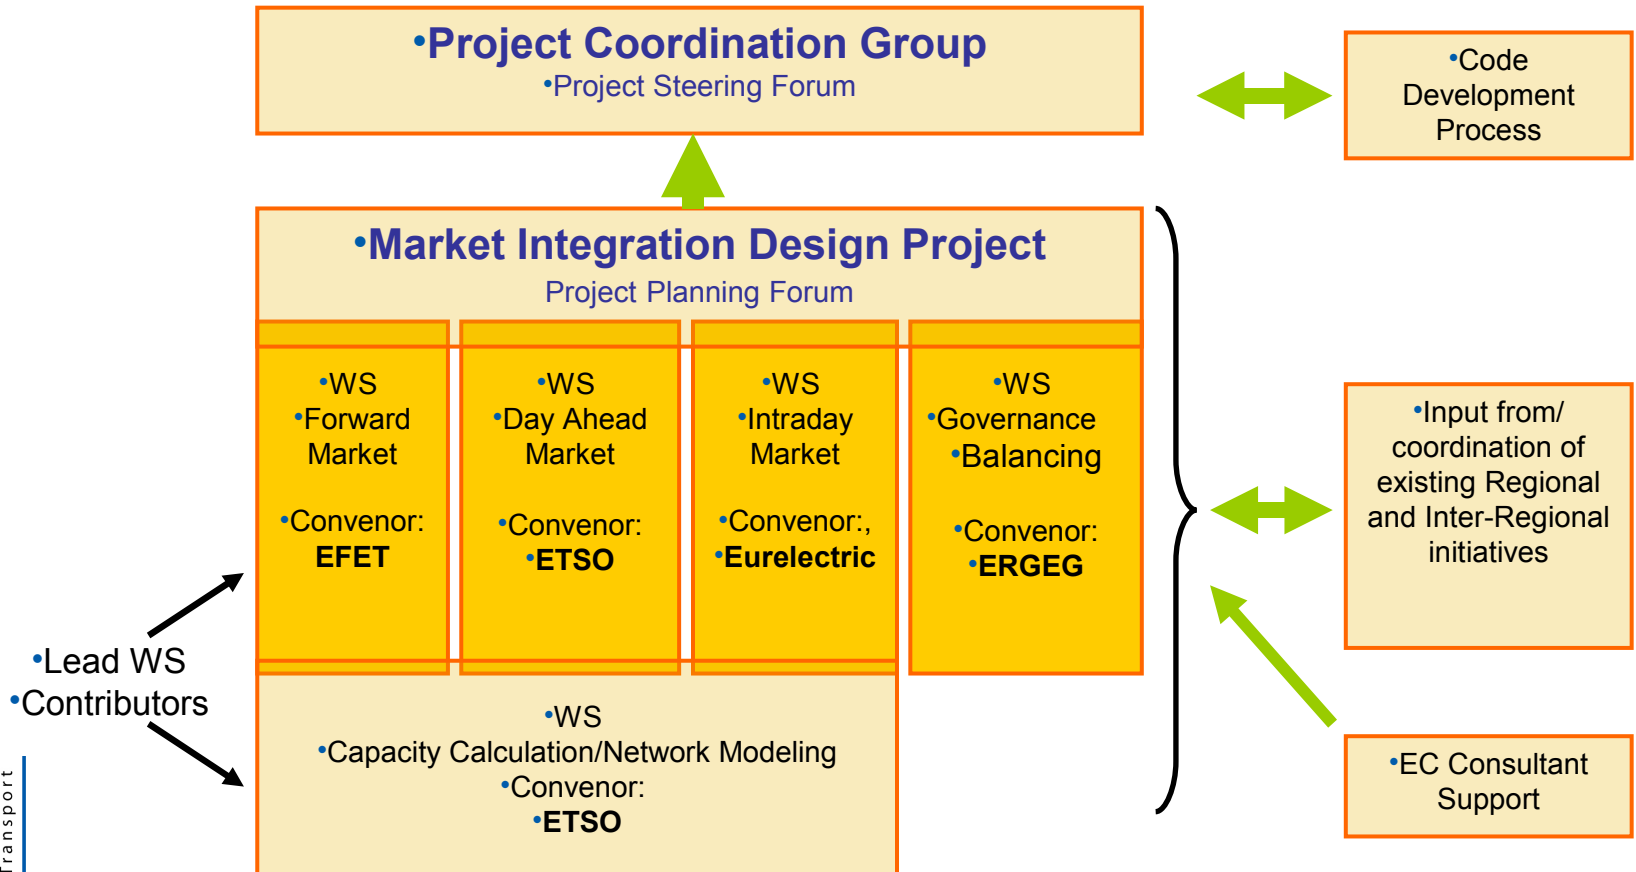 •Project Coordination Group
•Project Steering Forum
•Code
Development
Process
•Market Integration Design Project
Project Planning Forum
•WS
•Forward
Market
•Convenor:
EFET
•WS
•Day Ahead
Market
•Convenor:
•ETSO
•WS
•Intraday
Market
•Convenor:,
•Eurelectric
•WS
•Governance
•Balancing
•Convenor:
•ERGEG
•Input from/
coordination of
existing Regional
and Inter-Regional
initiatives
•Lead WS
•Contributors
•WS
•Capacity Calculation/Network Modeling
•Convenor:
•ETSO
•EC Consultant
Support
Transport